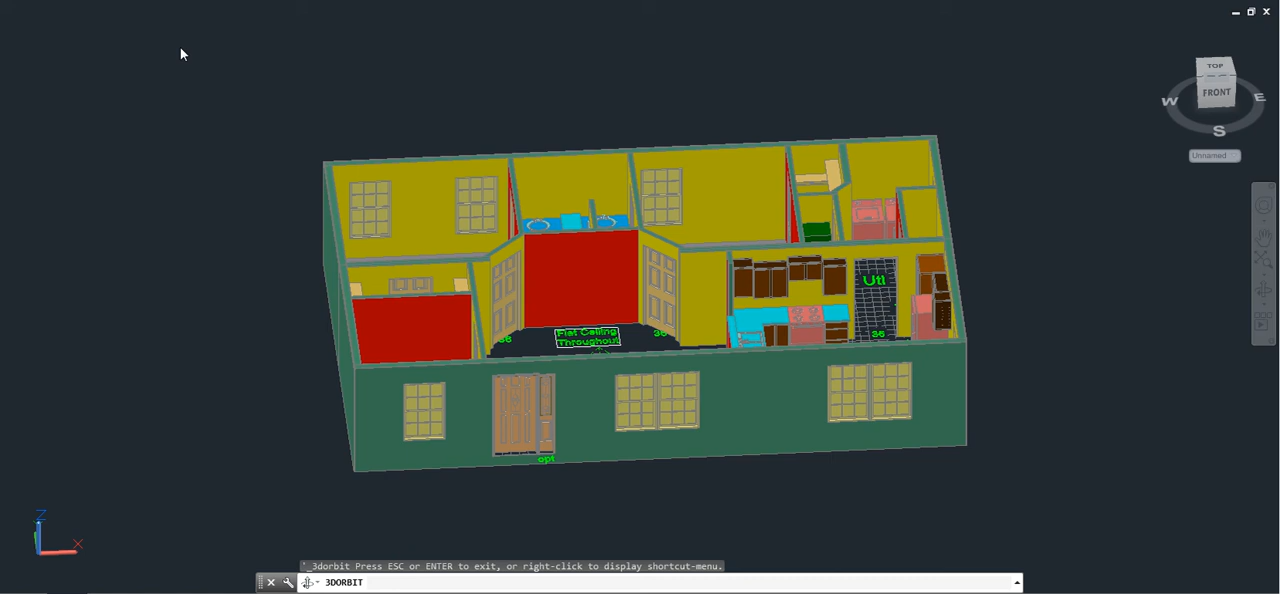 TOP
FRONT
W
E
S
Unnamed
Utl
36
Flat Ceiling
Throughout
36
36
opt
Z
X
'_3dorbit Press ESC or ENTER to exit, or right-click to display shortcut-menu.
3DORBIT